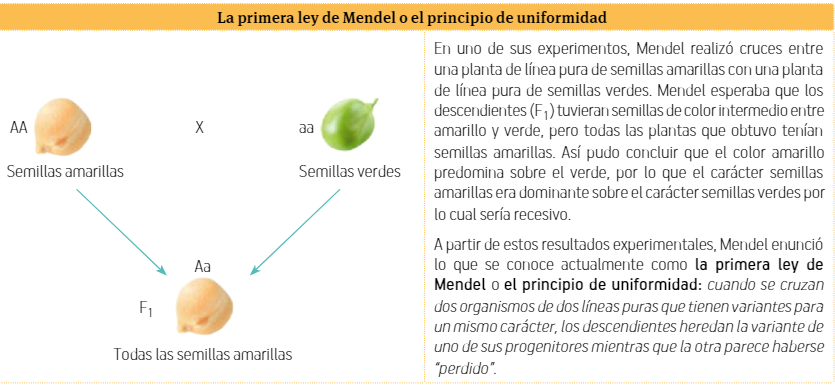 La primera ley de Mendel o el principio de uniformidad
AA
X
aa
Semillas amarillas
Semillas verdes
Aa
F1
Todas las semillas amarillas
En uno de sus experimentos, Mendel realizó cruces entre
una planta de línea pura de semillas amarillas con una planta
de línea pura de semillas verdes. Mendel esperaba que los
descendientes (F1) tuvieran semillas de color intermedio entre
amarillo y verde, pero todas las plantas que obtuvo tenían
semillas amarillas. Así pudo concluir que el color amarillo
predomina sobre el verde, por lo que el carácter semillas
amarillas era dominante sobre el carácter semillas verdes por
lo cual sería recesivo.
A partir de estos resultados experimentales, Mendel enunció
lo que se conoce actualmente como la primera ley de
Mendel o el principio de uniformidad: cuando se cruzan
dos organismos de dos líneas puras que tienen variantes para
un mismo carácter, los descendientes heredan la variante de
uno de sus progenitores mientras que la otra parece haberse
“perdido”.